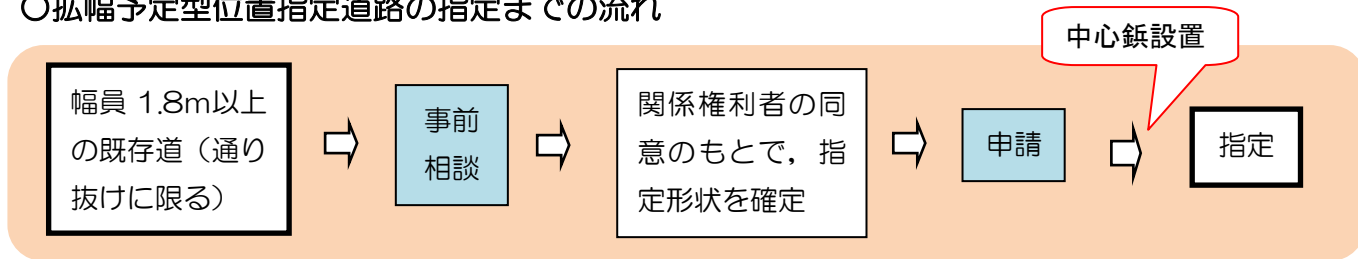 〇拡幅予定型位置指定道路の指定までの流れ
中心鋲設置
幅員 1.8m以上
の既存道（通り
抜けに限る）
事前
相談
関係権利者の同
意のもとで，指
定形状を確定
申請
指定